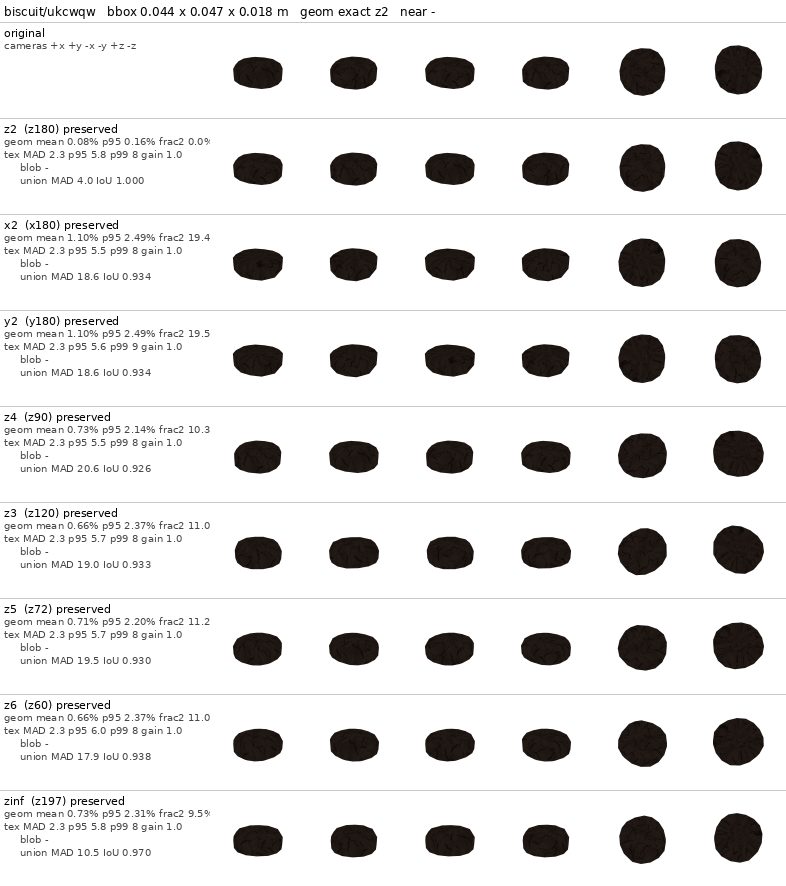 biscuit/ukcwqw bbox 0.044 x 0.047 x 0.018 m geom exact z2 near -
original
cameras +x +y -x -y +z -z
z2 (z180) preserved
geom mean 0.08% p95 0.16% frac2 0.0%
tex MAD 2.3 p95 5.8 p99 8 gain 1.0
blob -
union MAD 4.0 IoU 1.000
x2 (x180) preserved
geom mean 1.10% p95 2.49% frac2 19.4
tex MAD 2.3 p95 5.5 p99 8 gain 1.0
blob -
union MAD 18.6 IoU 0.934
y2 (y180) preserved
geom mean 1.10% p95 2.49% frac2 19.5
tex MAD 2.3 p95 5.6 p99 9 gain 1.0
blob -
union MAD 18.6 IoU 0.934
z4 (z90) preserved
geom mean 0.73% p95 2.14% frac2 10.3
tex MAD 2.3 p95 5.5 p99 8 gain 1.0
blob -
union MAD 20.6 IoU 0.926
z3 (z120) preserved
geom mean 0.66% p95 2.37% frac2 11.0
tex MAD 2.3 p95 5.7 p99 8 gain 1.0
blob -
union MAD 19.0 IoU 0.933
z5 (z72) preserved
geom mean 0.71% p95 2.20% frac2 11.2
tex MAD 2.3 p95 5.7 p99 8 gain 1.0
blob -
union MAD 19.5 IoU 0.930
z6 (z60) preserved
geom mean 0.66% p95 2.37% frac2 11.0
tex MAD 2.3 p95 6.0 p99 8 gain 1.0
blob -
union MAD 17.9 IoU 0.938
zinf (z197) preserved
geom mean 0.73% p95 2.31% frac2 9.5%
tex MAD 2.3 p95 5.8 p99 8 gain 1.0
blob -
union MAD 10.5 IoU 0.970